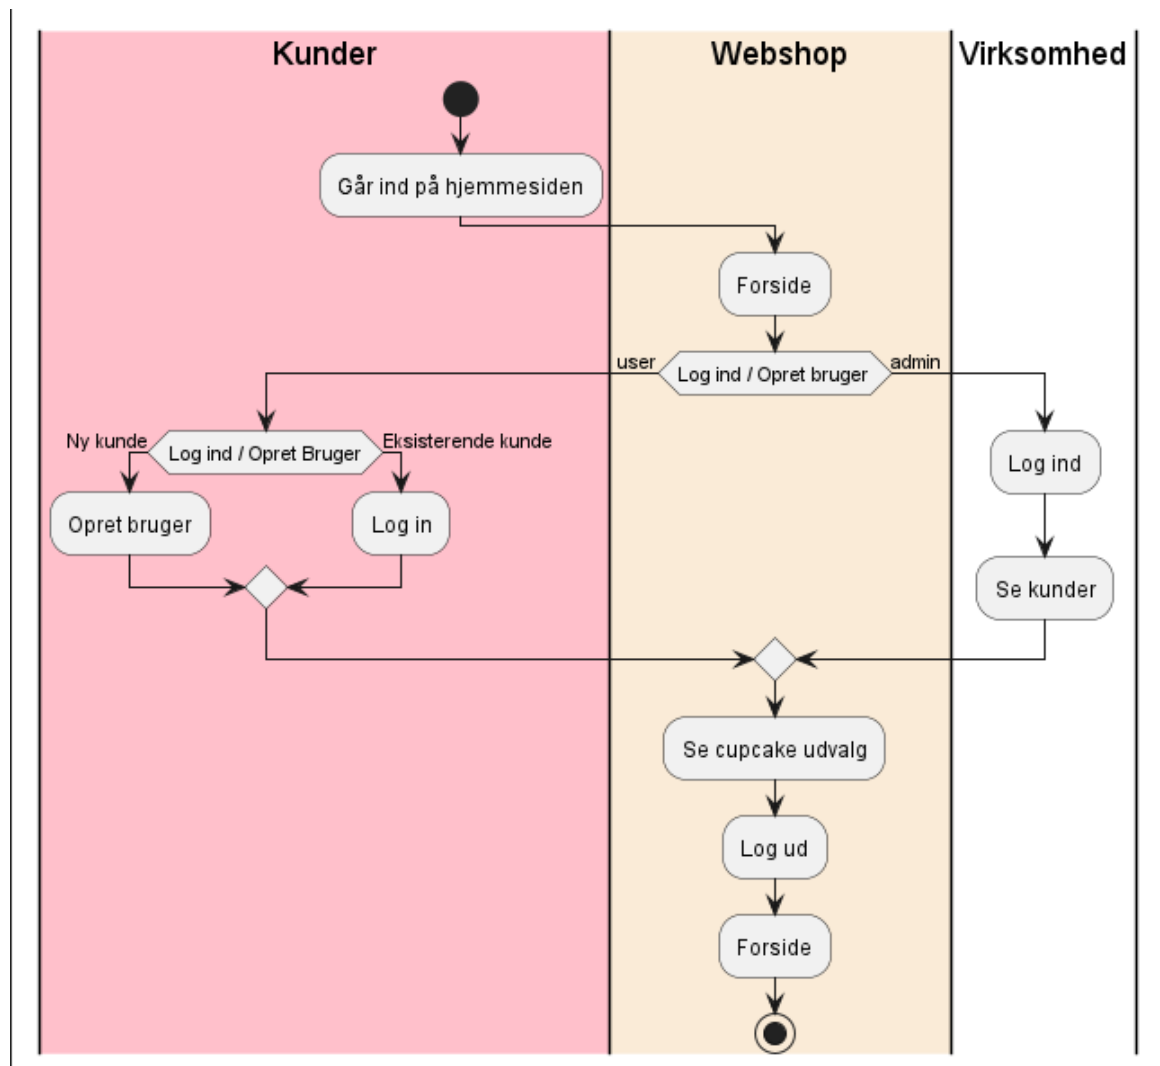 Kunder
Webshop
Virksomhed
Går ind på hjemmesiden
Forside
user
Log ind / Opret bruger
admin
Ny kunde
Log ind / Opret Bruger
Eksisterende kunde
Log ind
Opret bruger
Log in
Se kunder
Se cupcake udvalg
Log ud
Forside